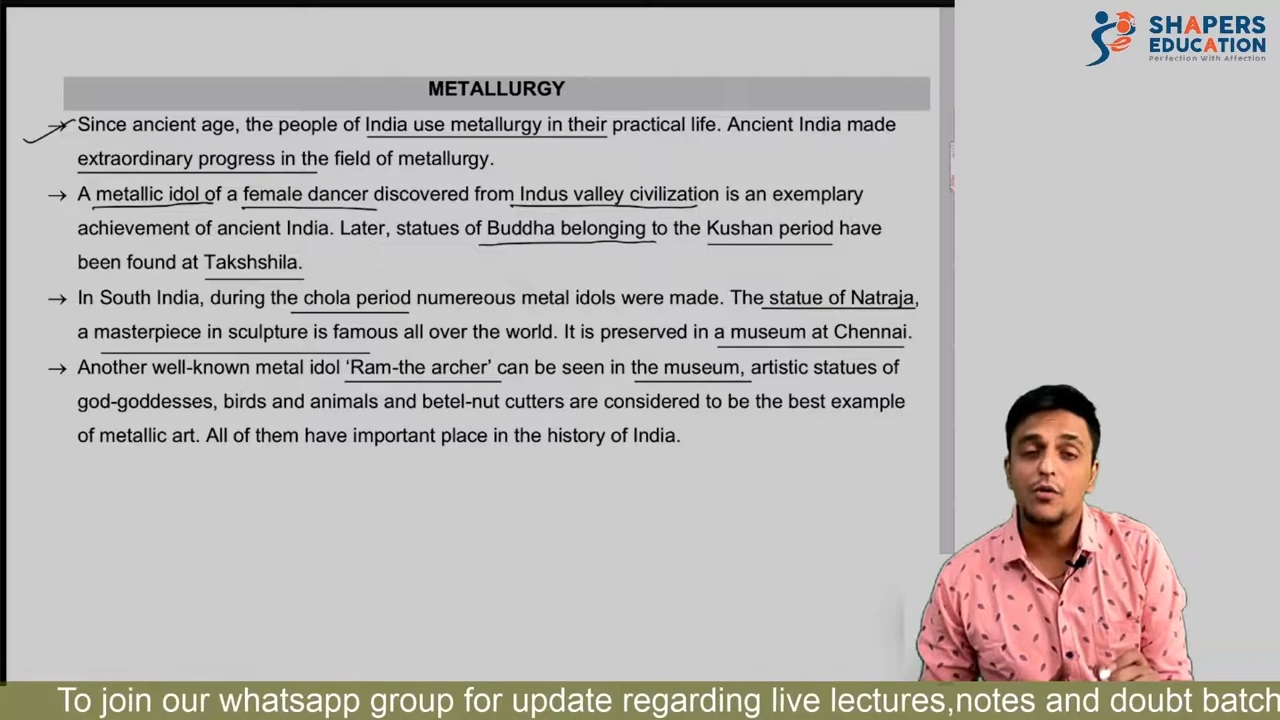 SHAPERS
EDUCATION
Perfection With Affection
METALLURGY
→ Since ancient age, the people of India use metallurgy in their practical life. Ancient India made
extraordinary progress in the field of metallurgy.
→ A metallic idol of a female dancer discovered from Indus valley civilization is an exemplary
achievement of ancient India. Later, statues of Buddha belonging to the Kushan period have
been found at Takshshila.
→ In South India, during the chola period numereous metal idols were made. The statue of Natraja,
a masterpiece in sculpture is famous all over the world. It is preserved in a museum at Chennai.
→ Another well-known metal idol ‘Ram-the archer’ can be seen in the museum, artistic statues of
god-goddesses, birds and animals and betel-nut cutters are considered to be the best example
of metallic art. All of them have important place in the history of India.
To join our whatsapp group for update regarding live lectures,notes and doubt batch